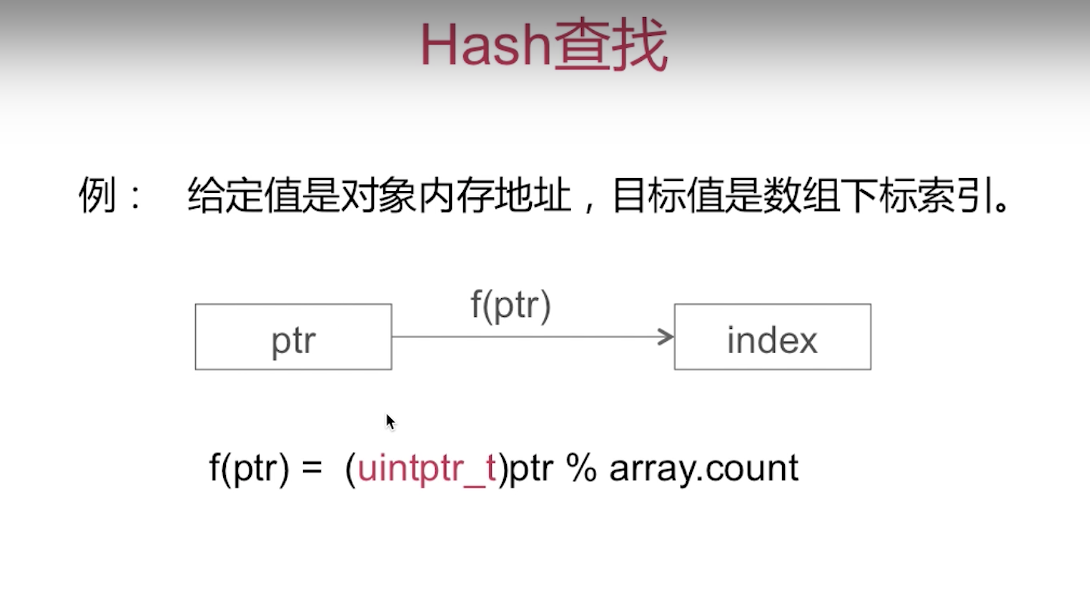 Hash查找
例： 给定值是对象内存地址，目标值是数组下标索引。
f(ptr)
ptr
index
f(ptr) = (uintptr_t)ptr % array.count